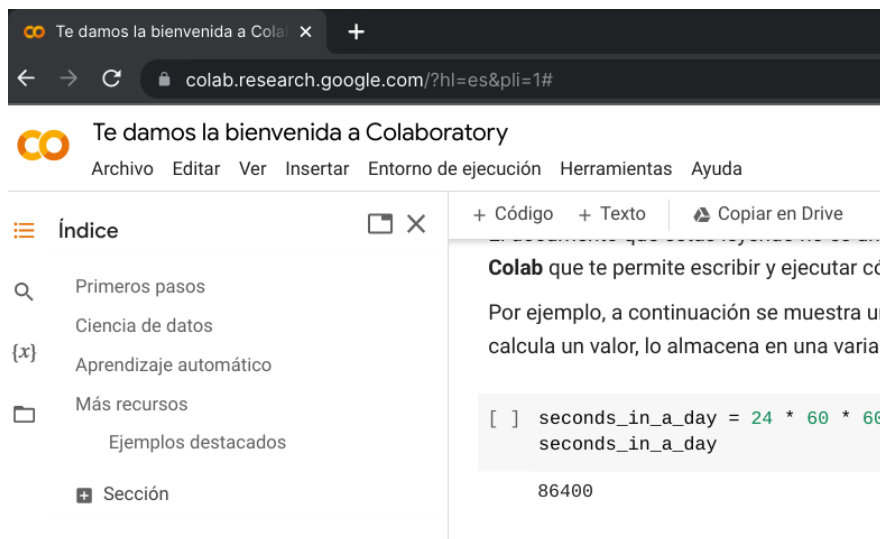 Te damos la bienvenida a Cola
colab.research.google.com/?hl=es&pli=1#
Te damos la bienvenida a Colaboratory
Archivo Editar Ver Insertar Entorno de ejecución Herramientas Ayuda
Índice
Primeros pasos
Ciencia de datos
Aprendizaje automático
Más recursos
Ejemplos destacados
Sección
{x}
+ Código + Texto Copiar en Drive
Colab que te permite escribir y ejecutar
Por ejemplo, a continuación se muestra
calcula un valor, lo almacena en una
[ ] seconds_in_a_day = 24 * 60 *
seconds_in_a_day
86400